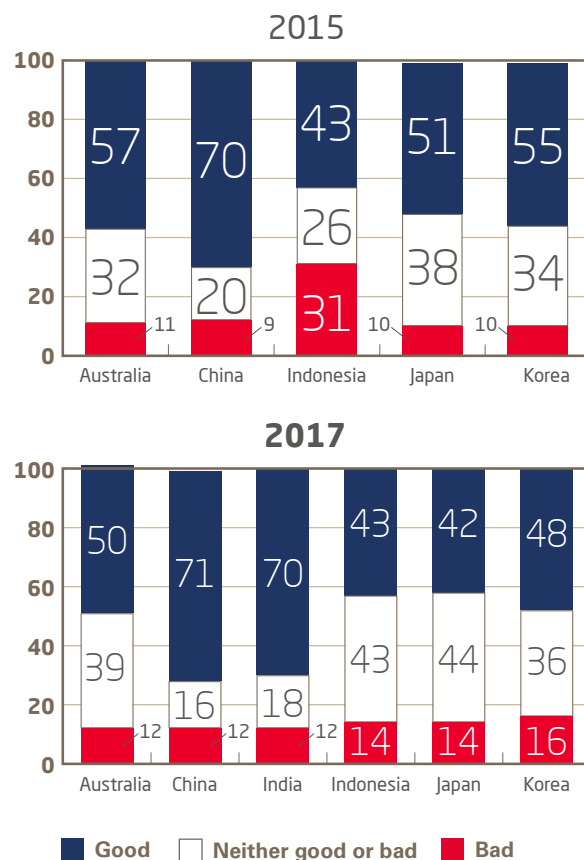 2015
100
80
60
40
20
0
57 70 43 51 55
32 20 26 38 34
11 9 31 10 10
Australia China Indonesia Japan Korea
2017
100
80
60
40
20
0
50 71 70 43 42 48
39 16 18 43 44 36
12 12 12 14 14 16
Australia China India Indonesia Japan Korea
Good Neither good or bad Bad